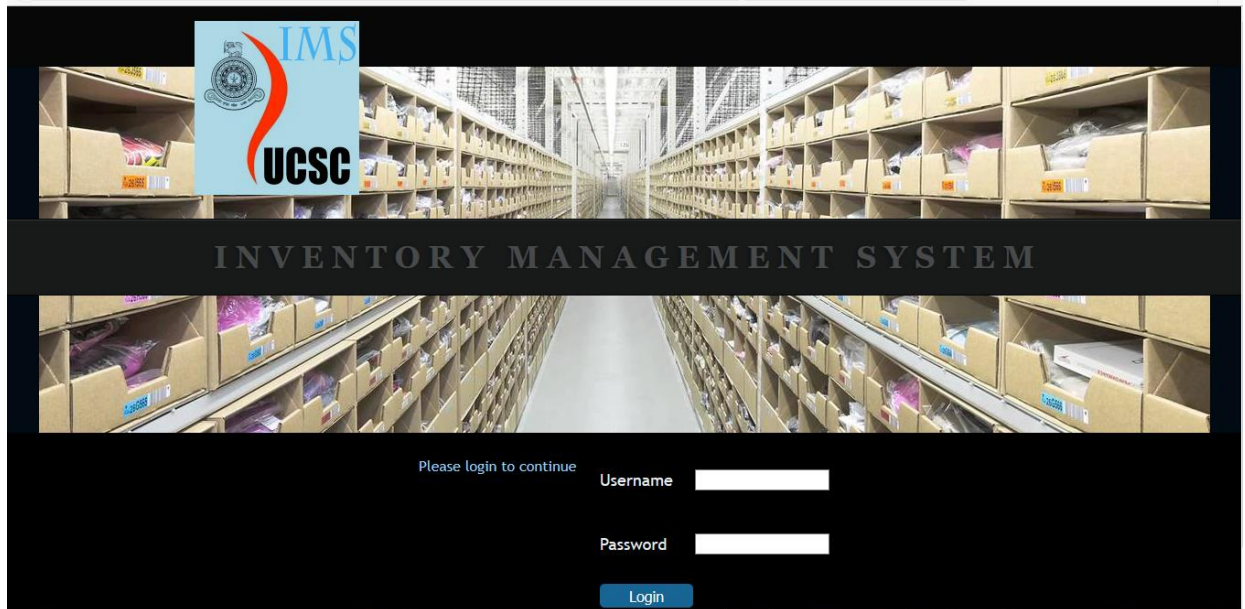 IMS
UCSC
INVENTORY MANAGEMENT SYSTEM
Please login to continue
Username
Password
Login